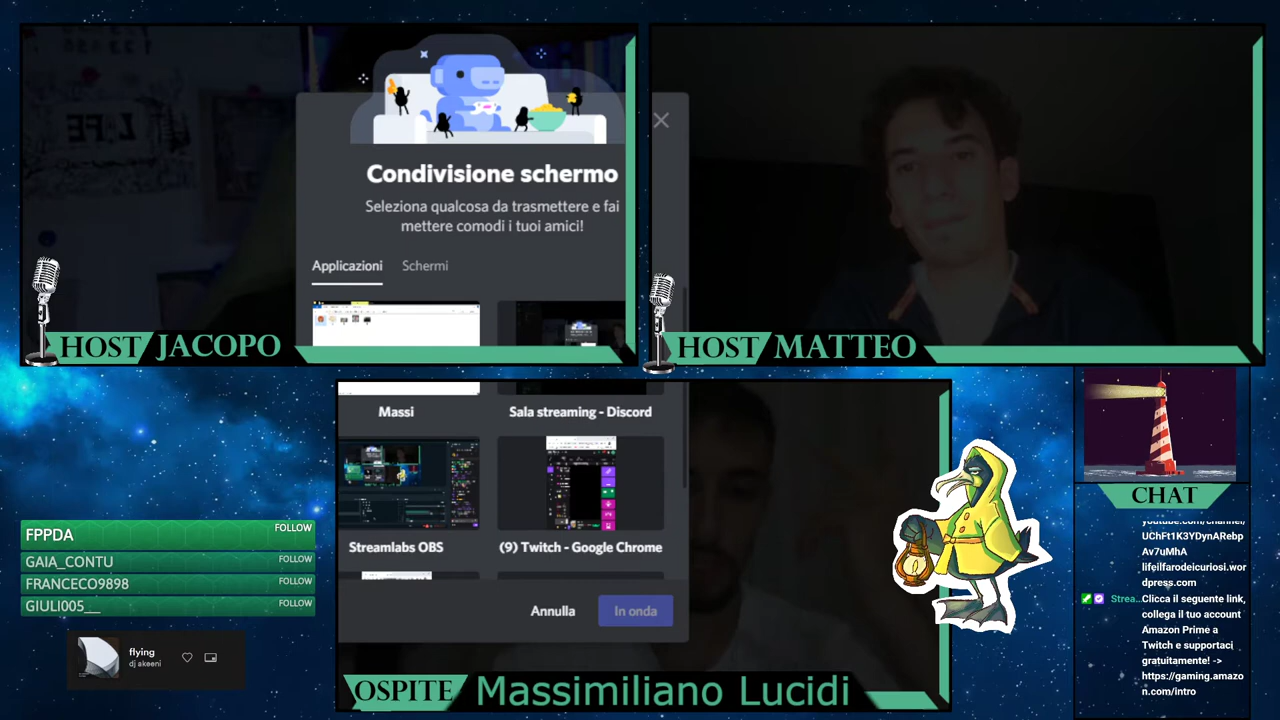 LIFE
Condivisione schermo
Seleziona qualcosa da trasmettere e fai
mettere comodi i tuoi amici!
Applicazioni
Schermi
HOST JACOPO
HOST MATTEO
Massi
Sala streaming - Discord
Streamlabs OBS
(9) Twitch - Google Chrome
Annulla
In onda
OSPITE Massimiliano Lucidi
FPPDA FOLLOW
GAIA_CONTU FOLLOW
FRANCECO9898 FOLLOW
GIULI005__ FOLLOW
flying
dj akeeni
CHAT
youtube.com/channel/
UChFt1K3YDynARebp
Av7uMhA
lifeilfarodeicuriosi.wor
dpress.com
Strea.. Clicca il seguente link,
collega il tuo account
Amazon Prime a
Twitch e supportaci
gratuitamente! ->
https://gaming.amazo
n.com/intro